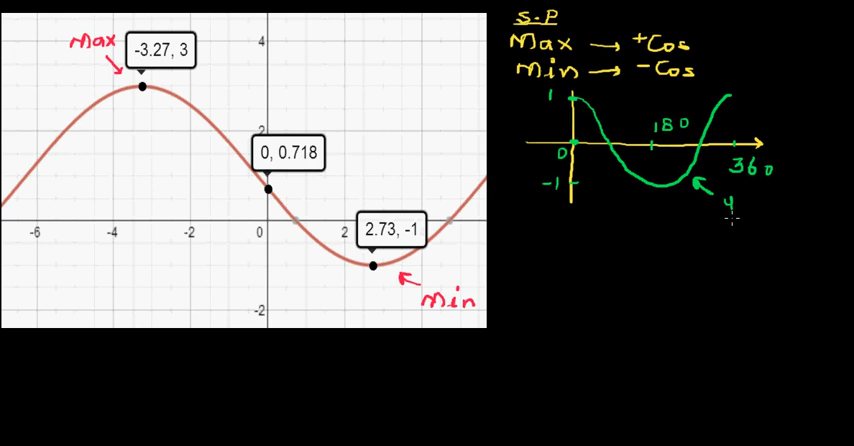 Max
-3.27, 3
4
2
0, 0.718
2.73, -1
-6
-4
-2
0
2
-2
Min
S.P
Max → +Cos
Min → -Cos
1
180
0
360
-1
y